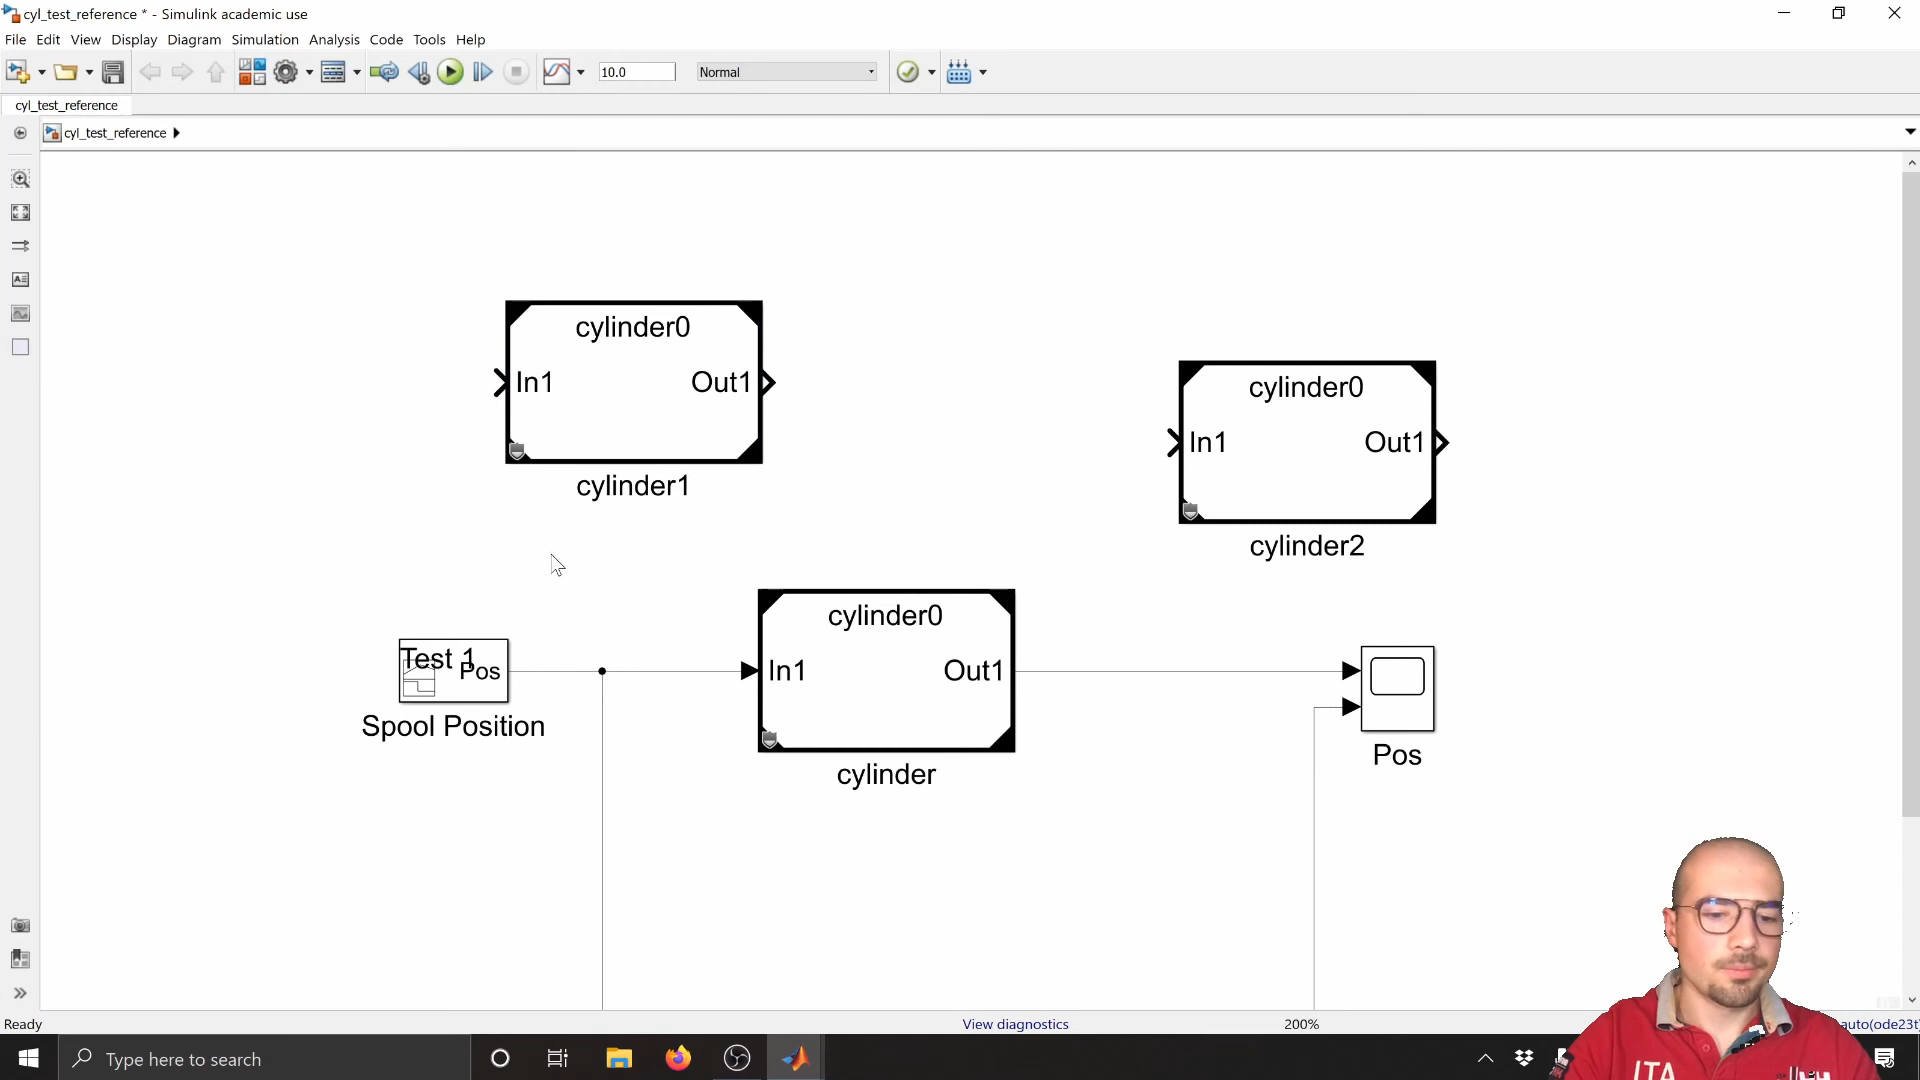 cyl_test_reference * - Simulink academic use
File Edit View Display Diagram Simulation Analysis Code Tools Help
10.0 Normal
cyl_test_reference
cyl_test_reference
cylinder0
In1 Out1
cylinder1
cylinder0
In1 Out1
cylinder2
Test 1
Pos
Spool Position
cylinder0
In1 Out1
cylinder
Pos
Ready View diagnostics 200% auto(ode23t)
Type here to search
ITA